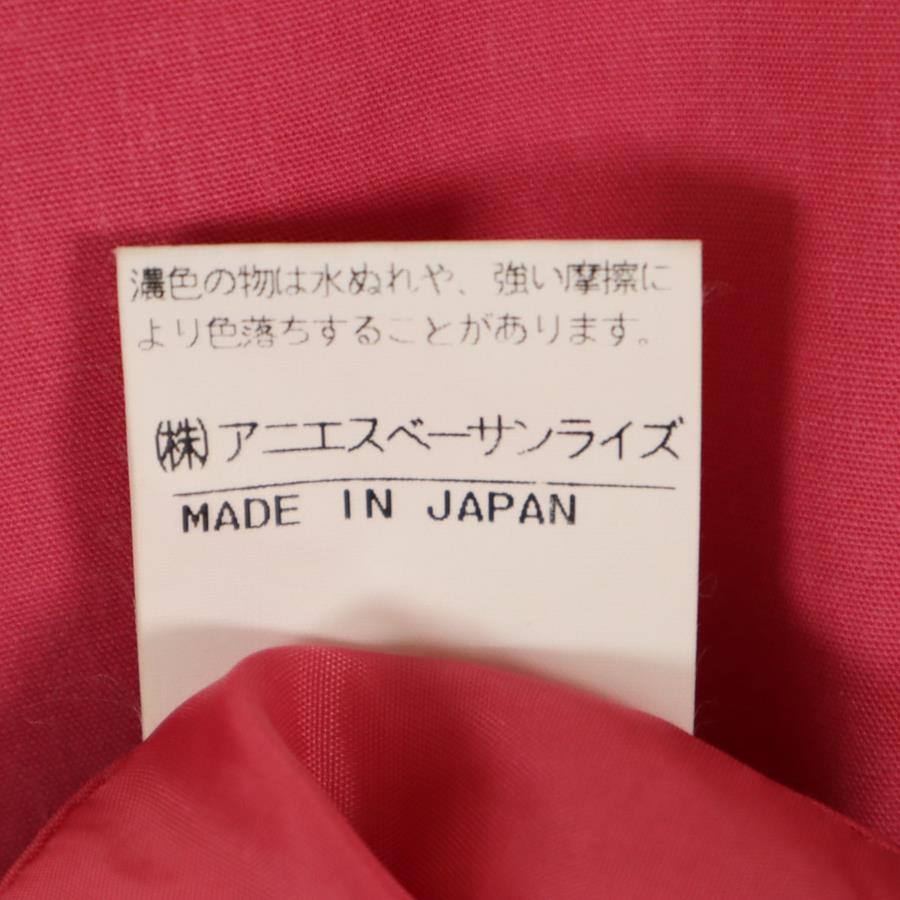 濃色の物は水ぬれや、強い摩擦に
より色落ちすることがあります。
㈱アニエスベーサンライズ
MADE IN JAPAN